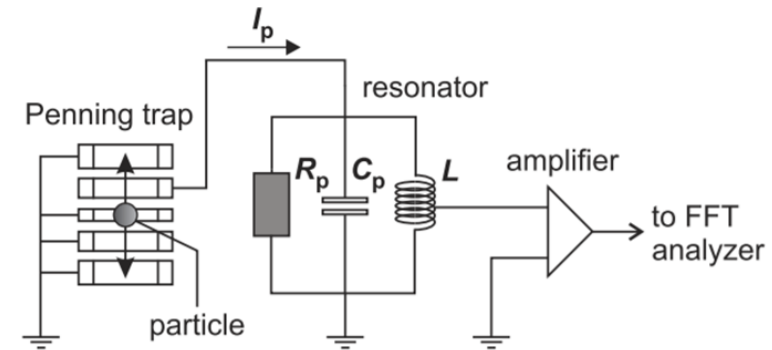 Ip
resonator
Penning trap
Rp
Cp
L
amplifier
to FFT
analyzer
particle